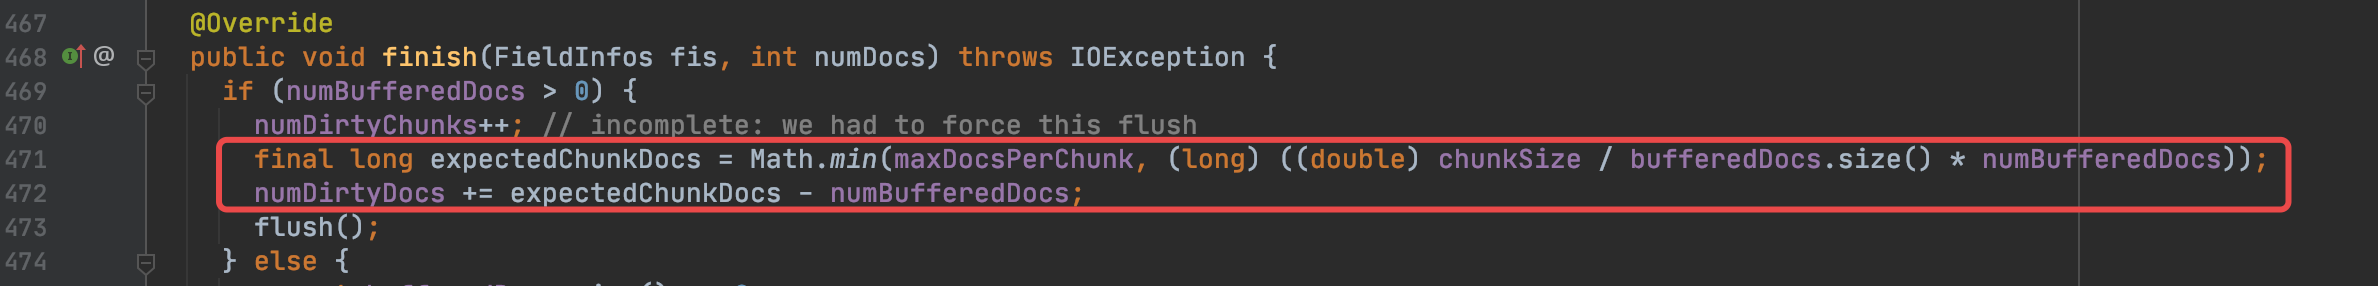 467 @Override
468 @ public void finish(FieldInfos fis, int numDocs) throws IOException {
469 if (numBufferedDocs > 0) {
470 numDirtyChunks++; // incomplete: we had to force this flush
471 final long expectedChunkDocs = Math.min(maxDocsPerChunk, (long) ((double) chunkSize / bufferedDocs.size() * numBufferedDocs));
472 numDirtyDocs += expectedChunkDocs - numBufferedDocs;
473 flush();
474 } else {